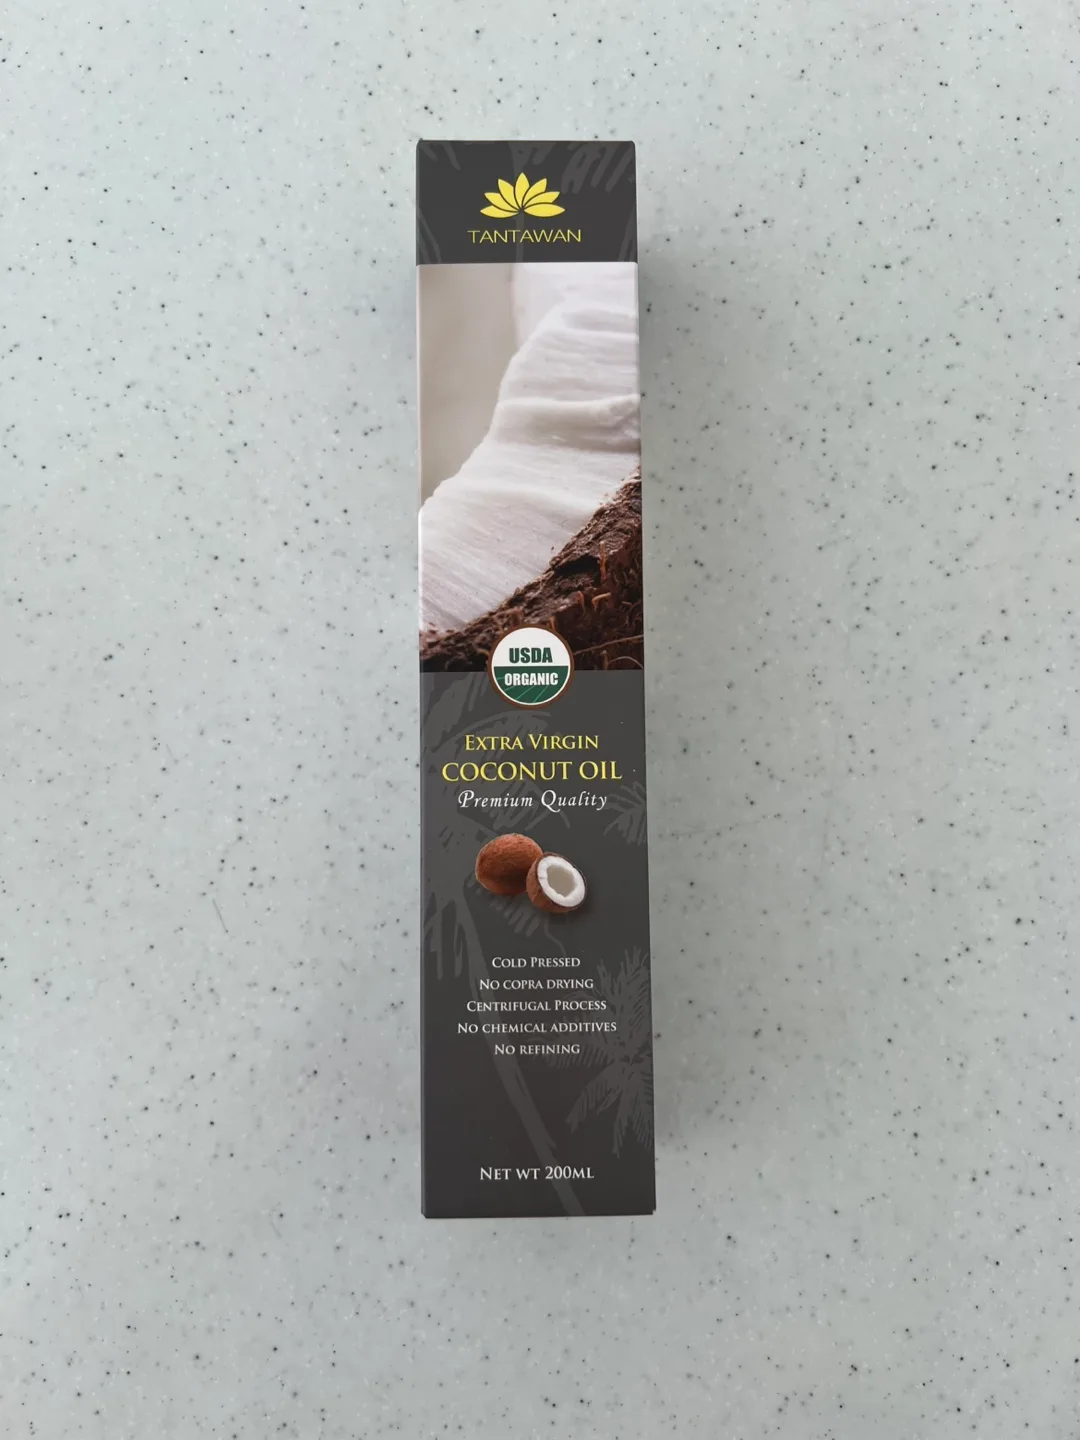 TANTAWAN
USDA
ORGANIC
EXTRA VIRGIN
COCONUT OIL
Premium Quality
COLD PRESSED
NO COPRA DRYING
CENTRIFUGAL PROCESS
NO CHEMICAL ADDITIVES
NO REFINING
NET WT 200ML